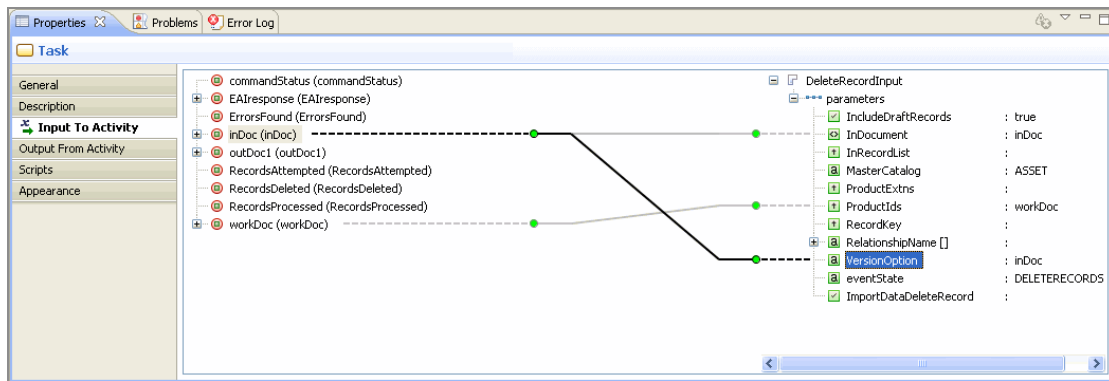 Properties Problems Error Log
Task
General
Description
Input To Activity
Output From Activity
Scripts
Appearance
commandStatus (commandStatus)
EAIresponse (EAIresponse)
ErrorsFound (ErrorsFound)
inDoc (inDoc)
outDoc1 (outDoc1)
RecordsAttempted (RecordsAttempted)
RecordsDeleted (RecordsDeleted)
RecordsProcessed (RecordsProcessed)
workDoc (workDoc)
DeleteRecordInput
parameters
IncludeDraftRecords : true
InDocument : inDoc
InRecordList :
MasterCatalog : ASSET
ProductExtns :
ProductIds : workDoc
RecordKey :
RelationshipName [] :
VersionOption : inDoc
eventState : DELETERECORDS
ImportDataDeleteRecord :